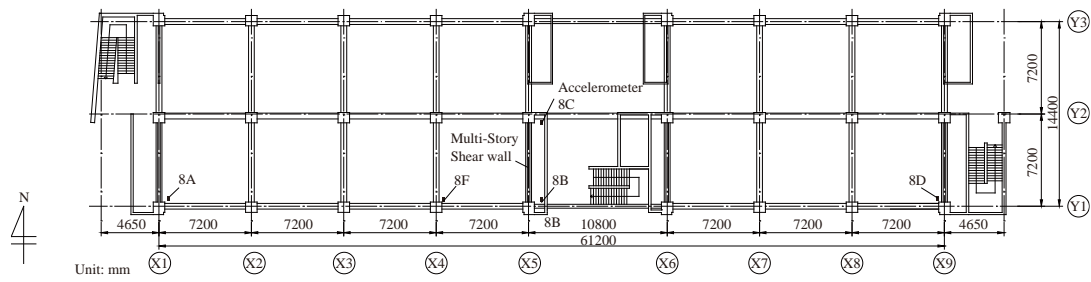 Y3
Accelerometer
8C
7200
Y2
14400
Multi-Story
Shear wall
7200
8A
8F
8B
8D
N
Y1
4650
7200
7200
7200
7200
8B
10800
7200
7200
7200
4650
61200
Unit: mm
X1
X2
X3
X4
X5
X6
X7
X8
X9